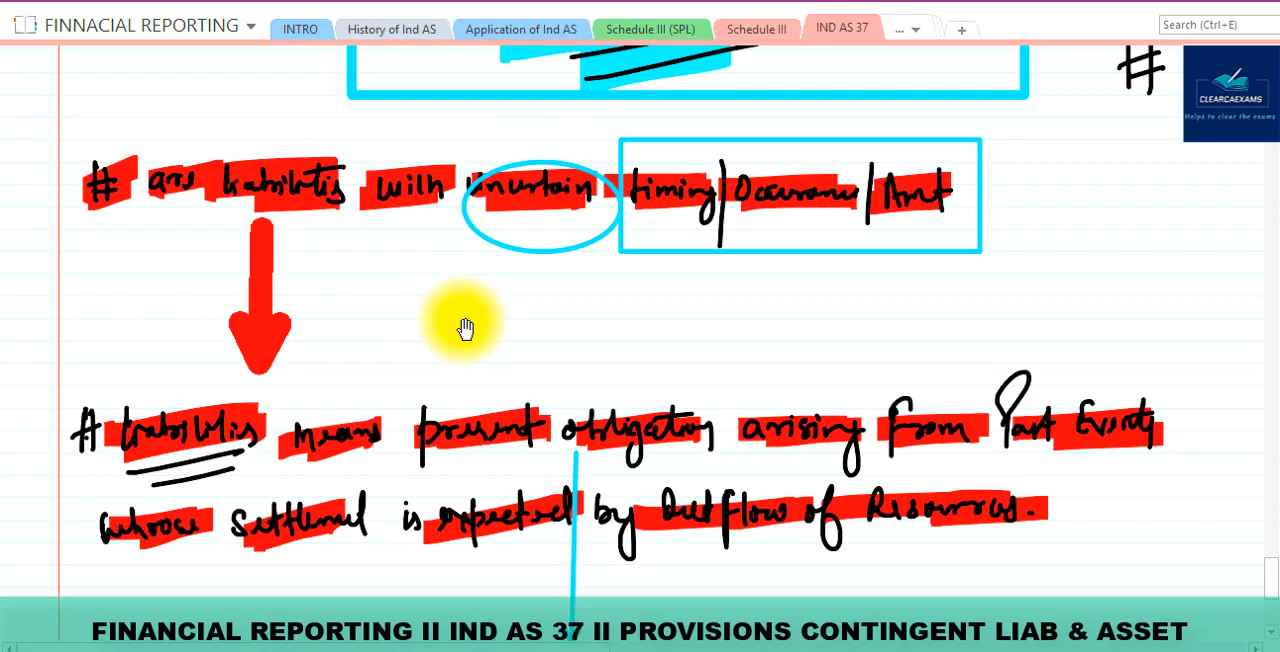 FINNACIAL REPORTING
INTRO
History of Ind AS
Application of Ind AS
Schedule III (SPL)
Schedule III
IND AS 37
...
+
Search (Ctrl+E)
CLEARCAEXAMS
Helps to clear the exams
#
# are liabilitis with uncertain timing/Occurance/Amt
# Liabilitis means present obligation arising from Past Events
whose settlement is expected by Outflow of Resources.
FINANCIAL REPORTING II IND AS 37 II PROVISIONS CONTINGENT LIAB & ASSET